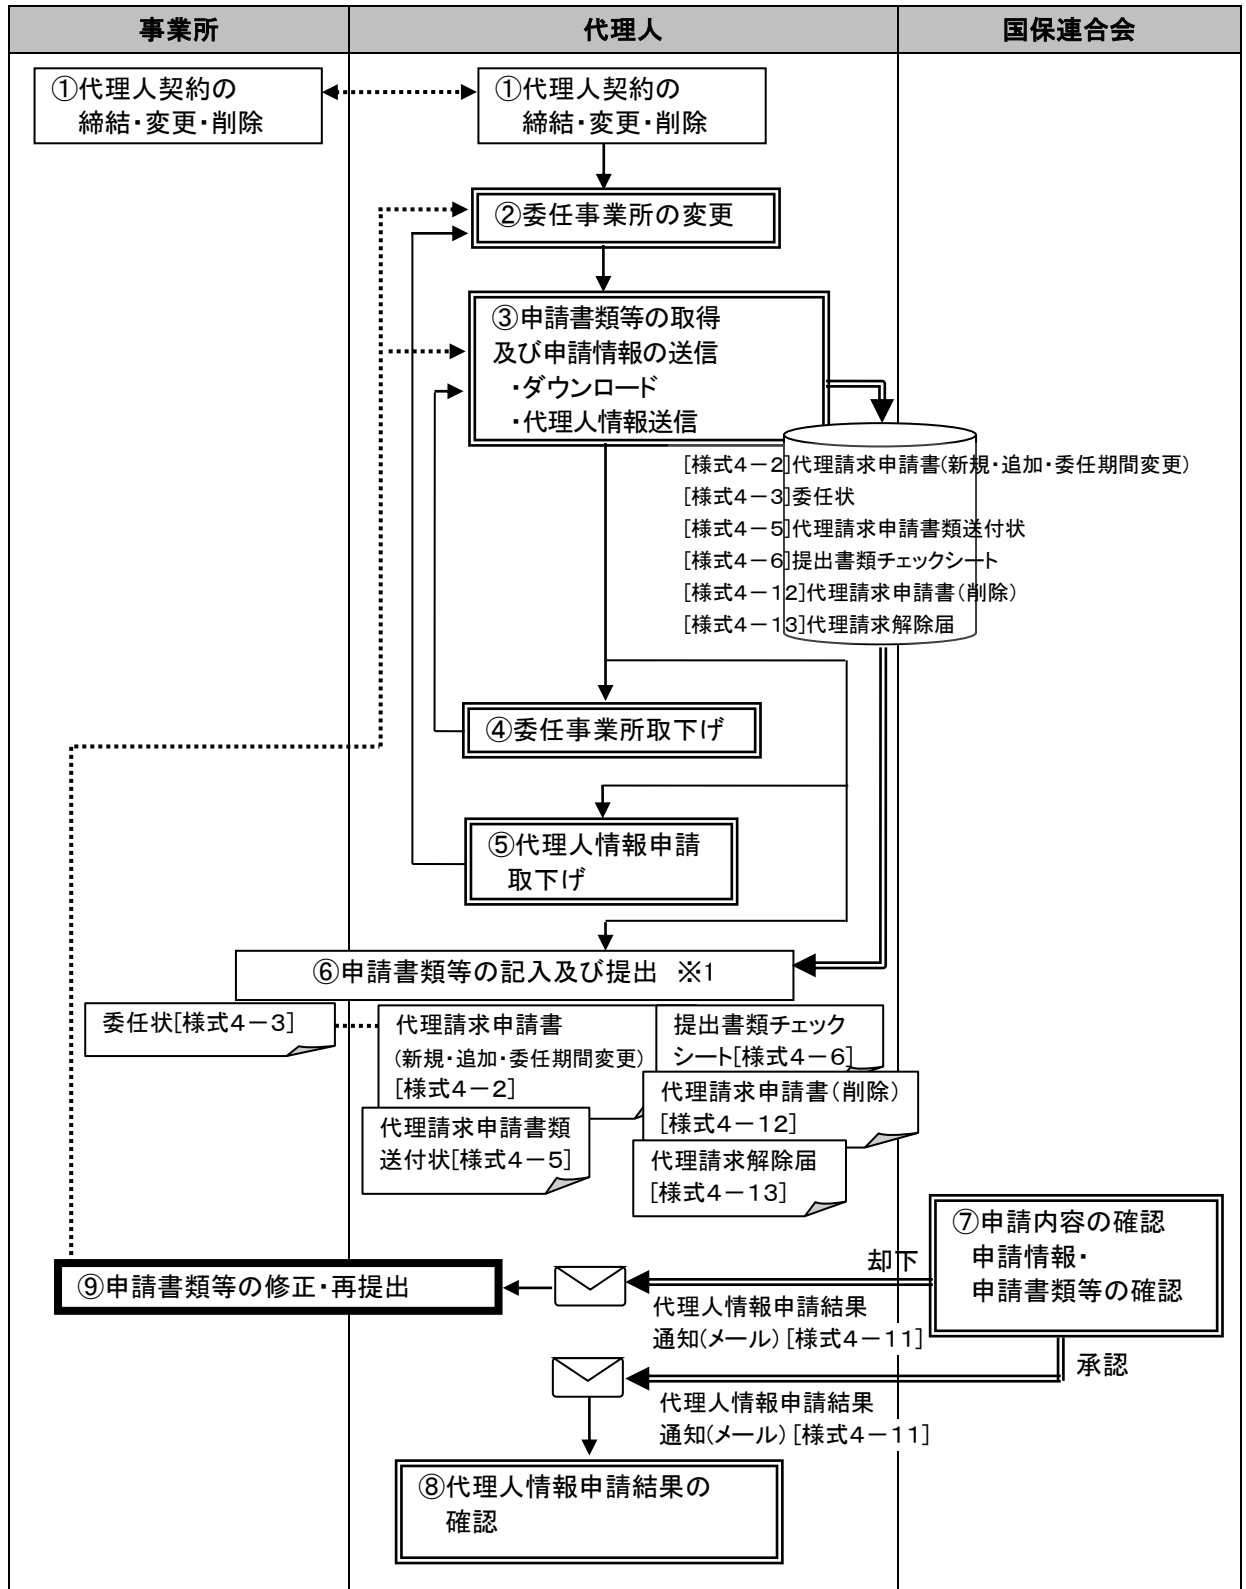 事業所
代理人
国保連合会
①代理人契約の
締結・変更・削除
①代理人契約の
締結・変更・削除
②委任事業所の変更
③申請書類等の取得
及び申請情報の送信
・ダウンロード
・代理人情報送信
[様式4－2]代理請求申請書(新規・追加・委任期間変更)
[様式4－3]委任状
[様式4－5]代理請求申請書類送付状
[様式4－6]提出書類チェックシート
[様式4－12]代理請求申請書(削除)
[様式4－13]代理請求解除届
④委任事業所取下げ
⑤代理人情報申請
取下げ
⑥申請書類等の記入及び提出 ※1
委任状[様式4－3]
代理請求申請書
(新規・追加・委任期間変更)
[様式4－2]
提出書類チェック
シート[様式4－6]
代理請求申請書(削除)
[様式4－12]
代理請求申請書類
送付状[様式4－5]
代理請求解除届
[様式4－13]
⑦申請内容の確認
申請情報・
申請書類等の確認
却下
⑨申請書類等の修正・再提出
代理人情報申請結果
通知(メール) [様式4－11]
承認
代理人情報申請結果
通知(メール) [様式4－11]
⑧代理人情報申請結果の
確認